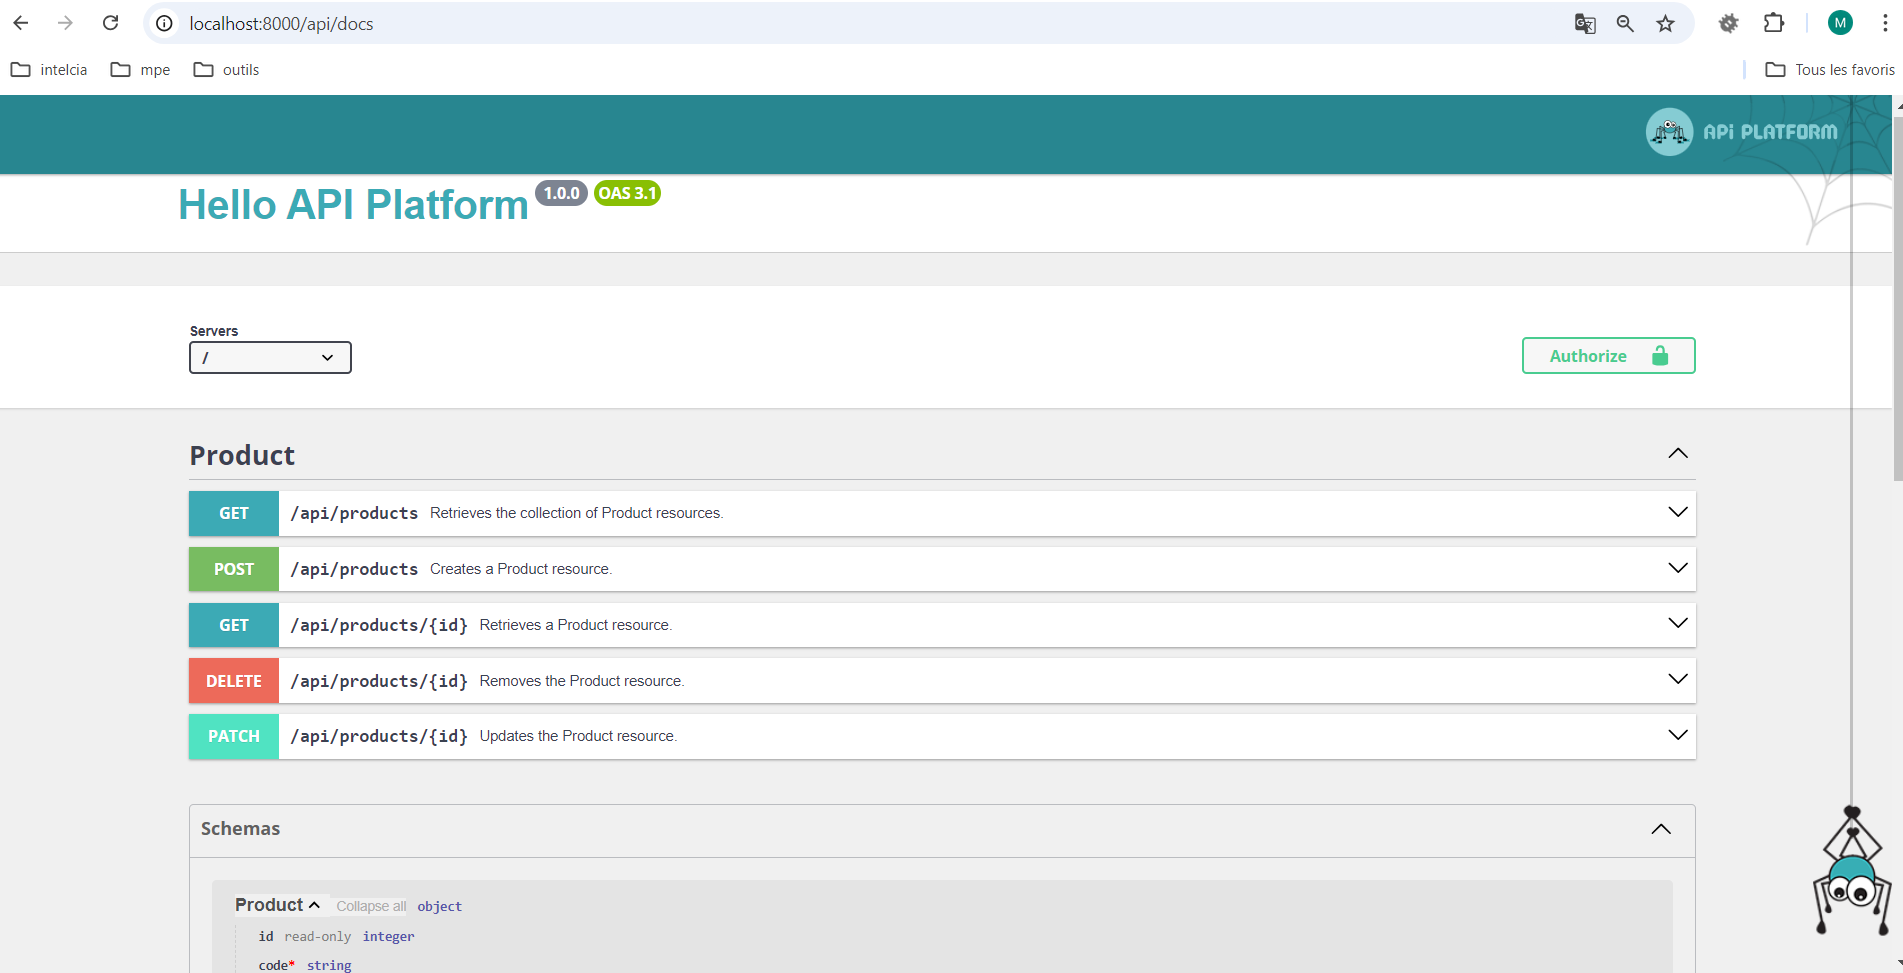 localhost:8000/api/docs
M
intelcia mpe outils Tous les favoris
API PLATFORM
Hello API Platform 1.0.0 OAS 3.1
Servers
/
Authorize
Product
GET /api/products Retrieves the collection of Product resources.
POST /api/products Creates a Product resource.
GET /api/products/{id} Retrieves a Product resource.
DELETE /api/products/{id} Removes the Product resource.
PATCH /api/products/{id} Updates the Product resource.
Schemas
Product Collapse all object
id read-only integer
code* string